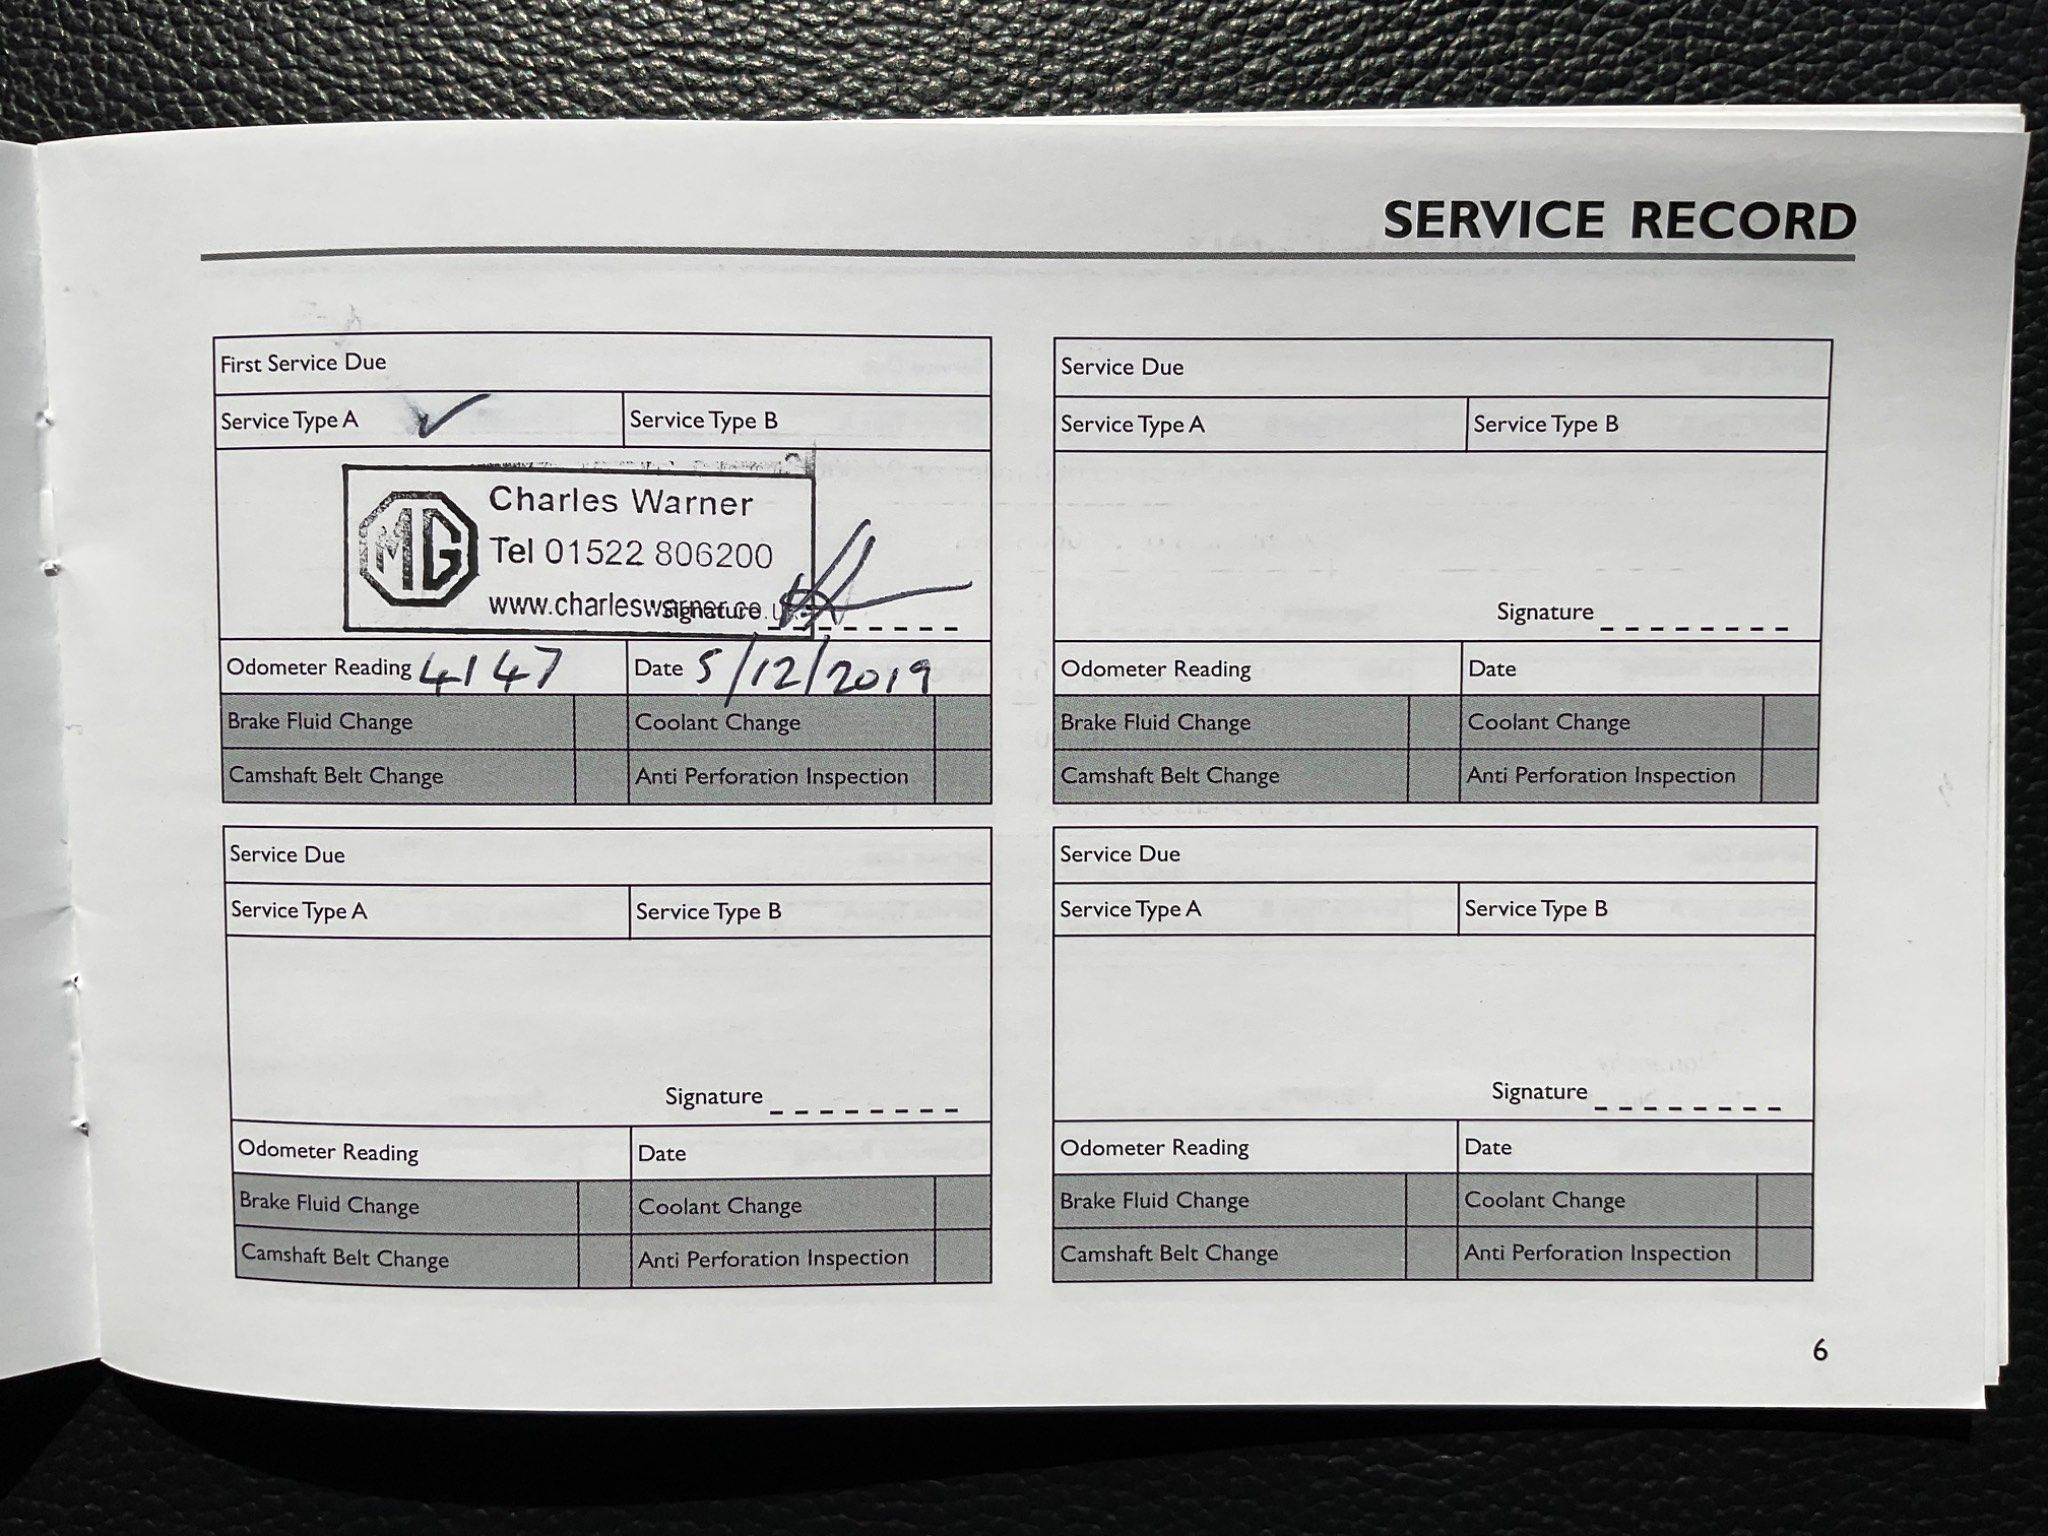 SERVICE RECORD
First Service Due
Service Type A ✓ Service Type B
MG
Charles Warner
Tel 01522 806200
www.charleswarner.co.uk
Signature
Odometer Reading 4147 Date 5/12/2019
Brake Fluid Change Coolant Change
Camshaft Belt Change Anti Perforation Inspection
Service Due
Service Type A Service Type B
Signature
Odometer Reading Date
Brake Fluid Change Coolant Change
Camshaft Belt Change Anti Perforation Inspection
Service Due
Service Type A Service Type B
Signature
Odometer Reading Date
Brake Fluid Change Coolant Change
Camshaft Belt Change Anti Perforation Inspection
Service Due
Service Type A Service Type B
Signature
Odometer Reading Date
Brake Fluid Change Coolant Change
Camshaft Belt Change Anti Perforation Inspection
6